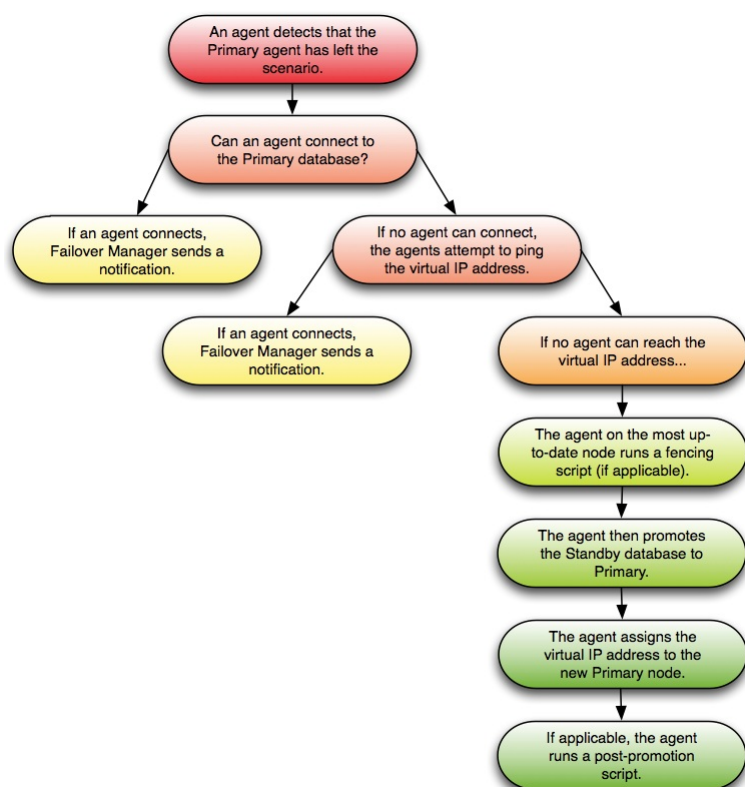 An agent detects that the
Primary agent has left the
scenario.
Can an agent connect to
the Primary database?
If an agent connects,
Failover Manager sends a
notification.
If no agent can connect,
the agents attempt to ping
the virtual IP address.
If an agent connects,
Failover Manager sends a
notification.
If no agent can reach the
virtual IP address...
The agent on the most up-
to-date node runs a fencing
script (if applicable).
The agent then promotes
the Standby database to
Primary.
The agent assigns the
virtual IP address to the
new Primary node.
If applicable, the agent
runs a post-promotion
script.